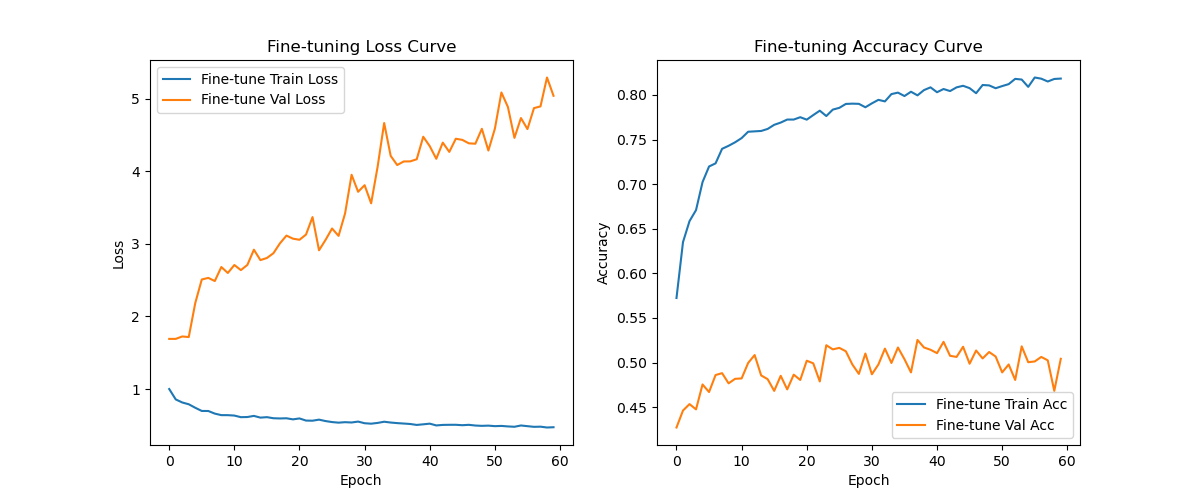 Fine-tuning Loss Curve
Fine-tune Train Loss
Fine-tune Val Loss
5
4
3
2
1
Loss
0 10 20 30 40 50 60
Epoch
Fine-tuning Accuracy Curve
0.80
0.75
0.70
0.65
0.60
0.55
0.50
0.45
Accuracy
Fine-tune Train Acc
Fine-tune Val Acc
0 10 20 30 40 50 60
Epoch